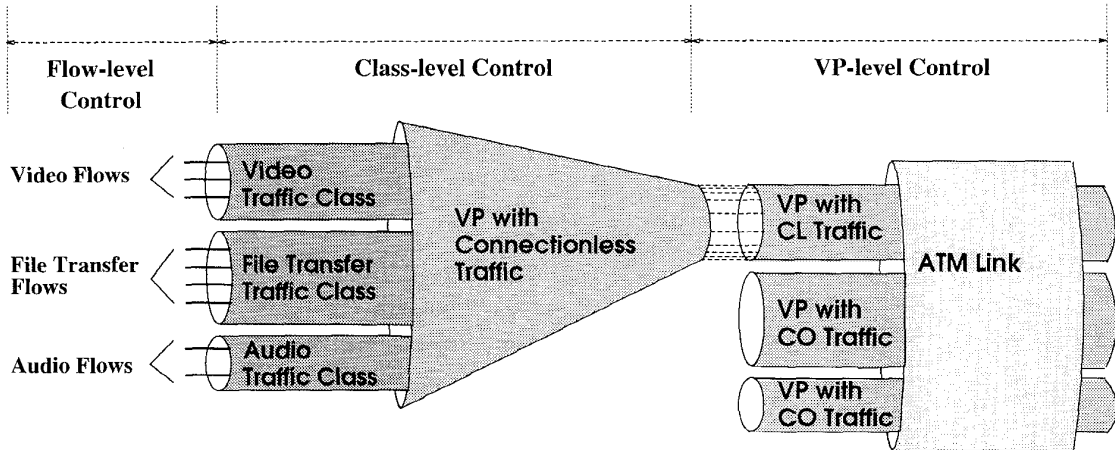 Flow-level
Control
Class-level Control
VP-level Control
Video Flows
Video
Traffic Class
File Transfer
Flows
File Transfer
Traffic Class
Audio Flows
Audio
Traffic Class
VP with
Connectionless
Traffic
VP with
CL Traffic
VP with
CO Traffic
VP with
CO Traffic
ATM Link